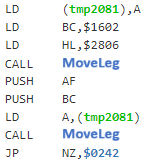 LD (tmp2081),A
LD BC,$1602
LD HL,$2806
CALL MoveLeg
PUSH AF
PUSH BC
LD A,(tmp2081)
CALL MoveLeg
JP NZ,$0242